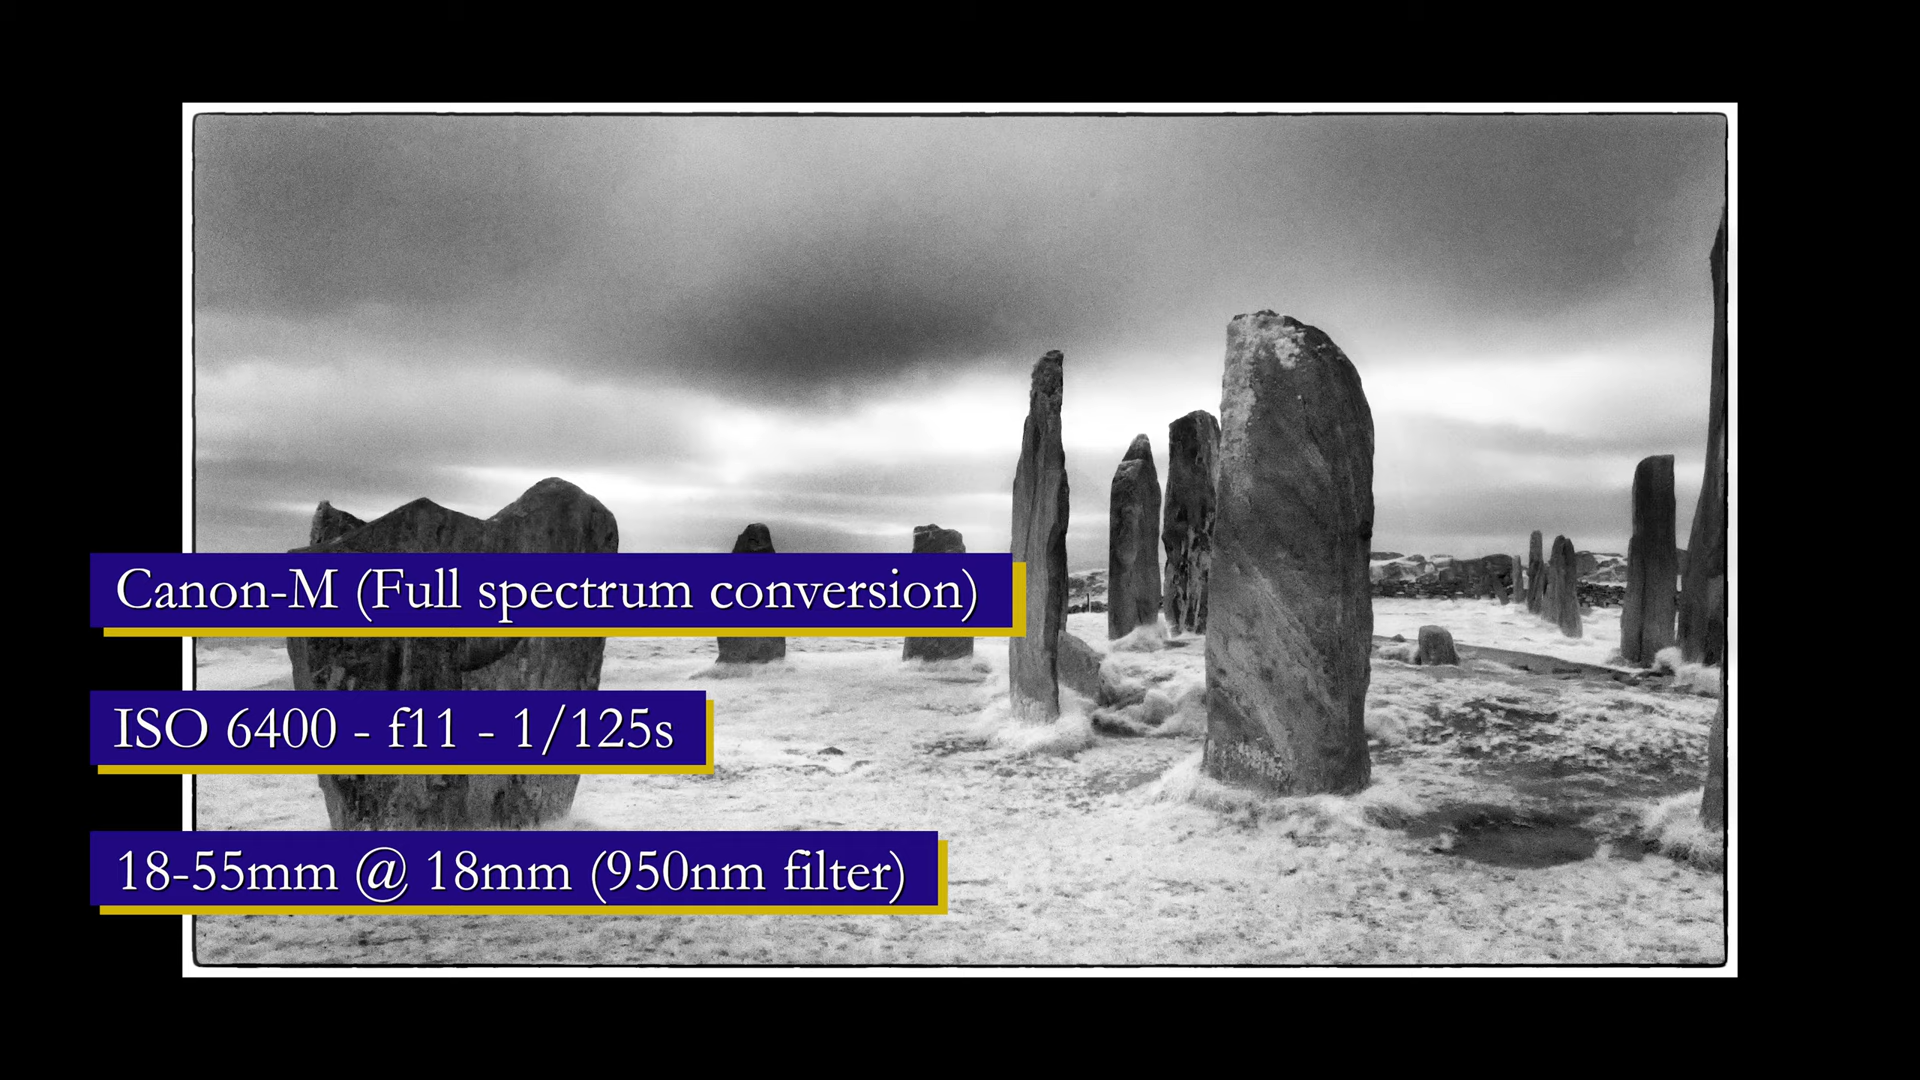 Canon-M (Full spectrum conversion)
ISO 6400 - f11 - 1/125s
18-55mm @ 18mm (950nm filter)